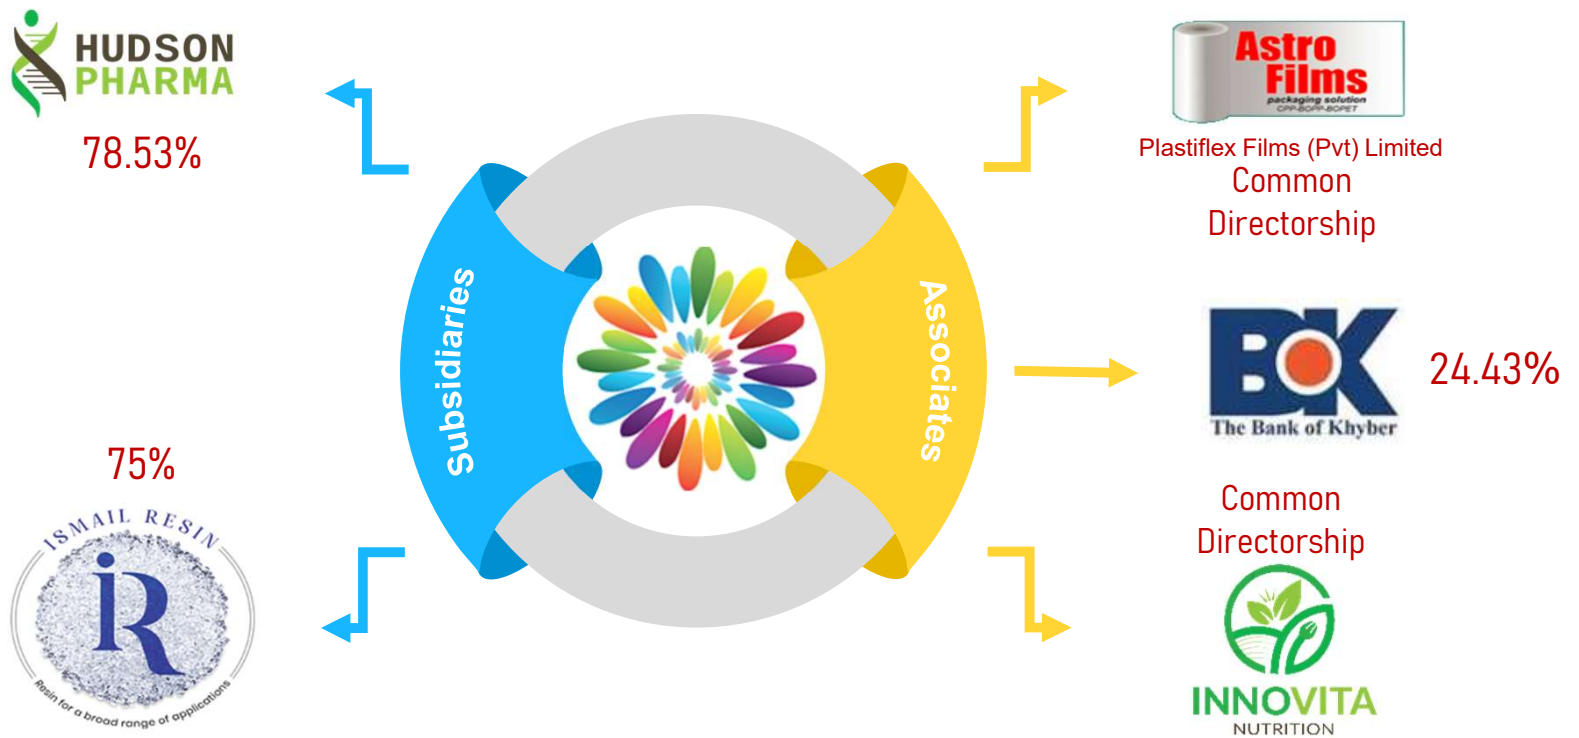 HUDSON
PHARMA
78.53%
75%
ISMAIL RESIN
iR
Resin for a broad range of applications
Subsidiaries
Associates
Astro
Films
packaging solution
CPP-BOPP-BOPET
Plastiflex Films (Pvt) Limited
Common
Directorship
BOK
The Bank of Khyber
24.43%
Common
Directorship
INNOVITA
NUTRITION